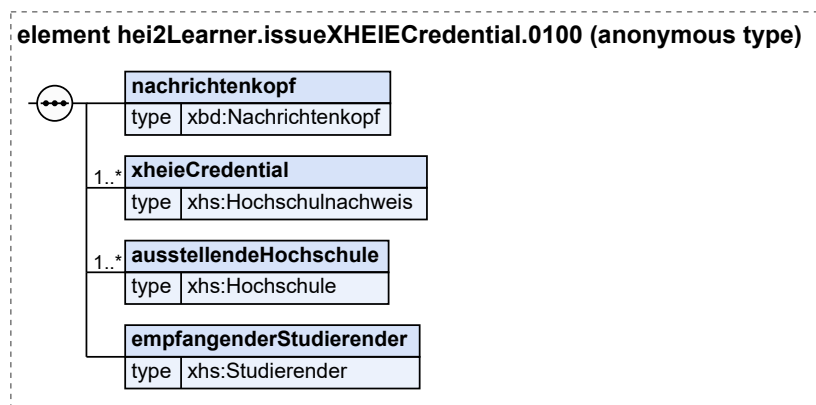 element hei2Learner.issueXHEIECredential.0100 (anonymous type)
nachrichtenkopf
type xbd:Nachrichtenkopf
1..* xheieCredential
type xhs:Hochschulnachweis
1..* ausstellendeHochschule
type xhs:Hochschule
empfangenderStudierender
type xhs:Studierender